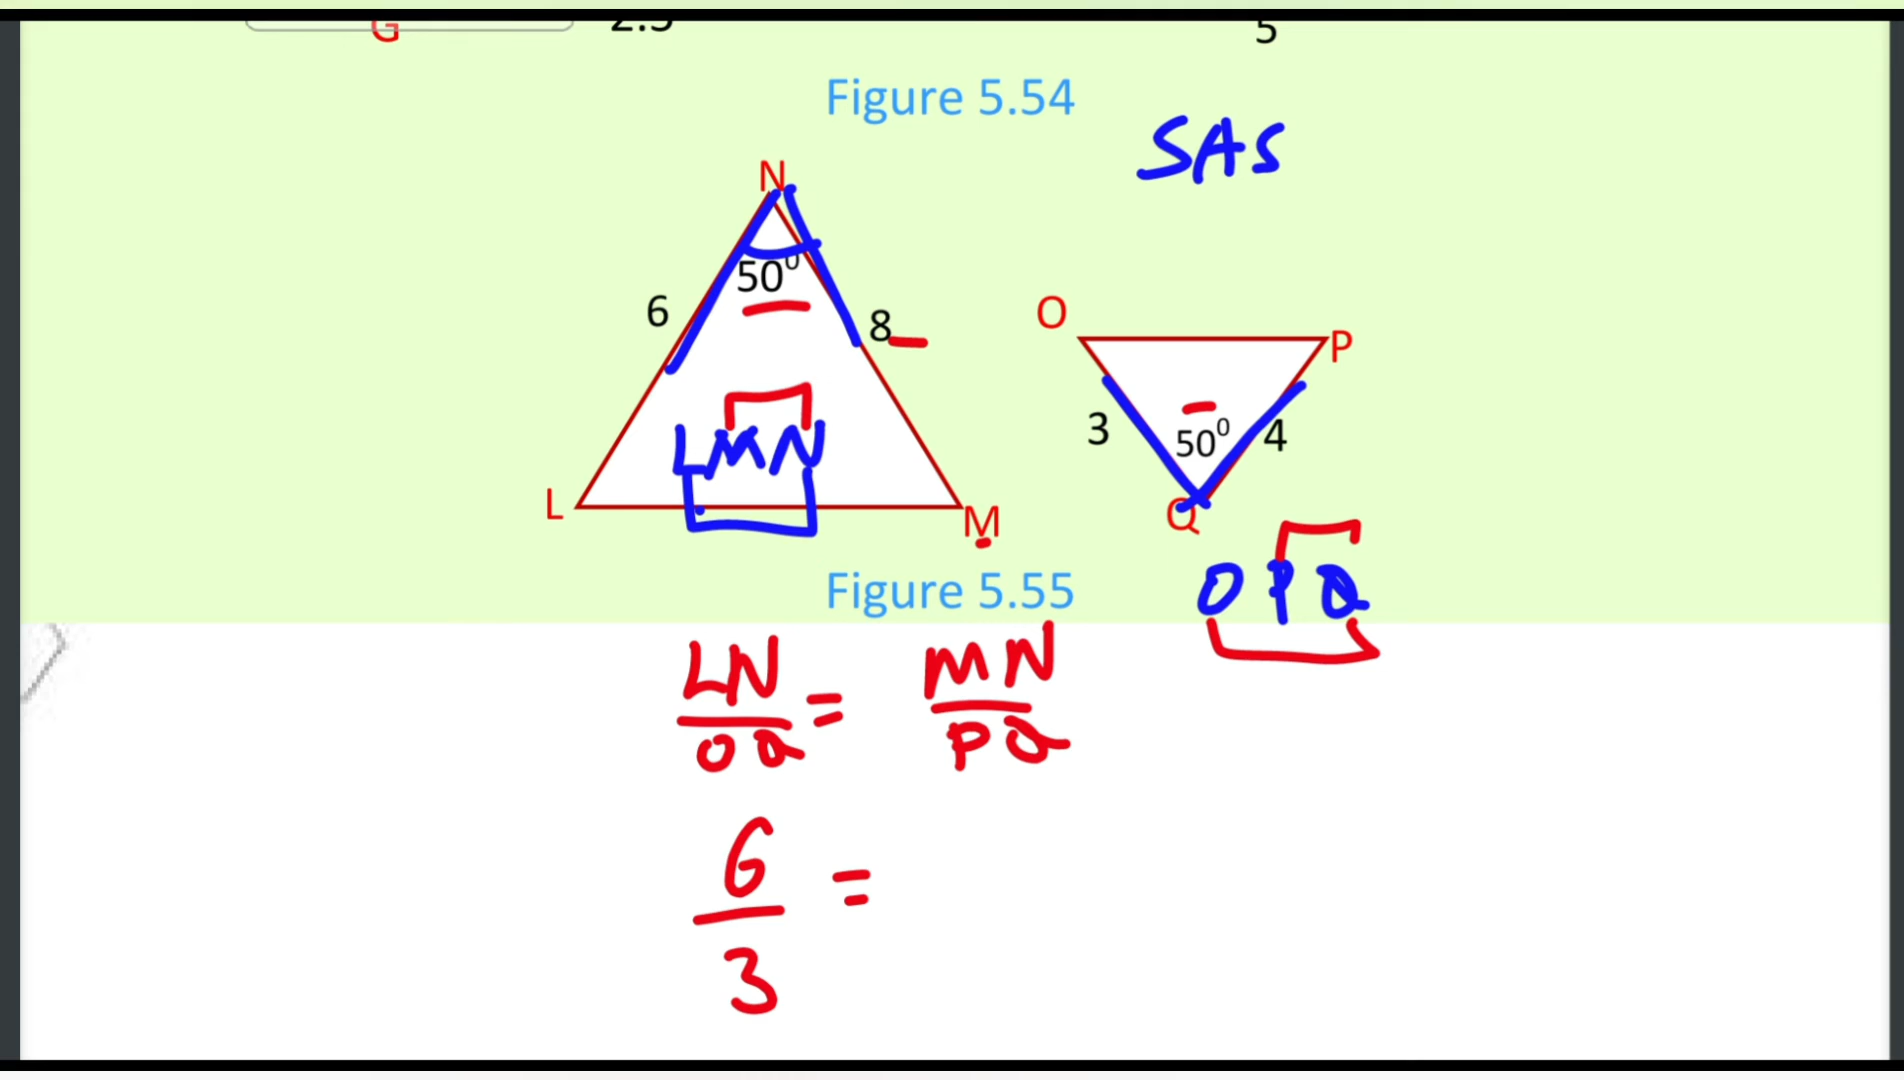 G 5
Figure 5.54
SAS
N
50⁰
6 8
O P
LMN
3 50⁰ 4
L M Q
Figure 5.55 OPQ
LN/OQ = MN/PQ
6/3 =